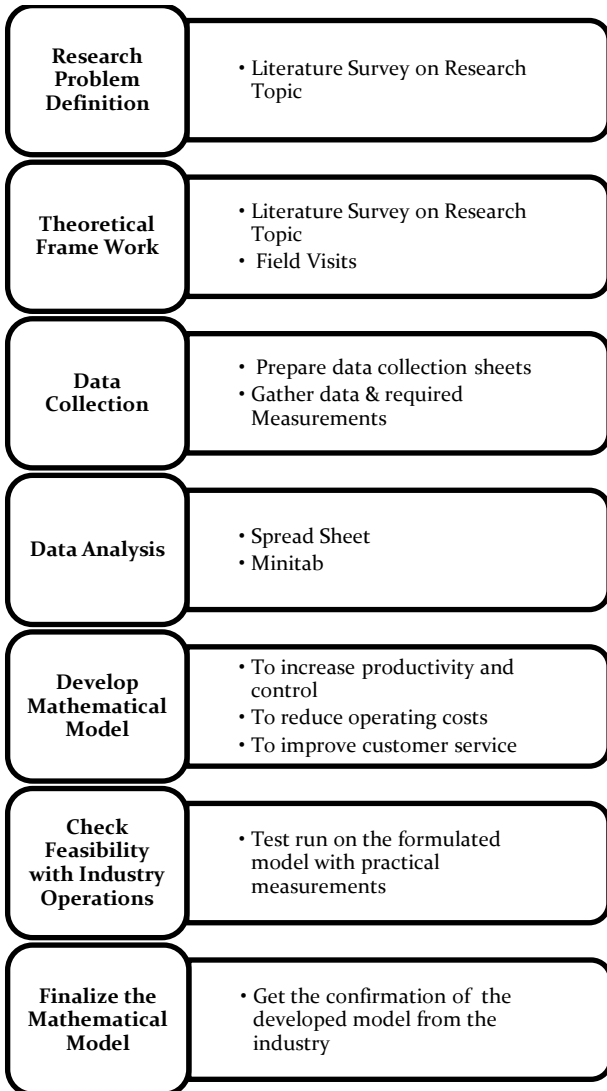 Research
Problem
Definition
• Literature Survey on Research
Topic
Theoretical
Frame Work
• Literature Survey on Research
Topic
• Field Visits
Data
Collection
• Prepare data collection sheets
• Gather data & required
Measurements
Data Analysis
• Spread Sheet
• Minitab
Develop
Mathematical
Model
• To increase productivity and
control
• To reduce operating costs
• To improve customer service
Check
Feasibility
with Industry
Operations
• Test run on the formulated
model with practical
measurements
Finalize the
Mathematical
Model
• Get the confirmation of the
developed model from the
industry